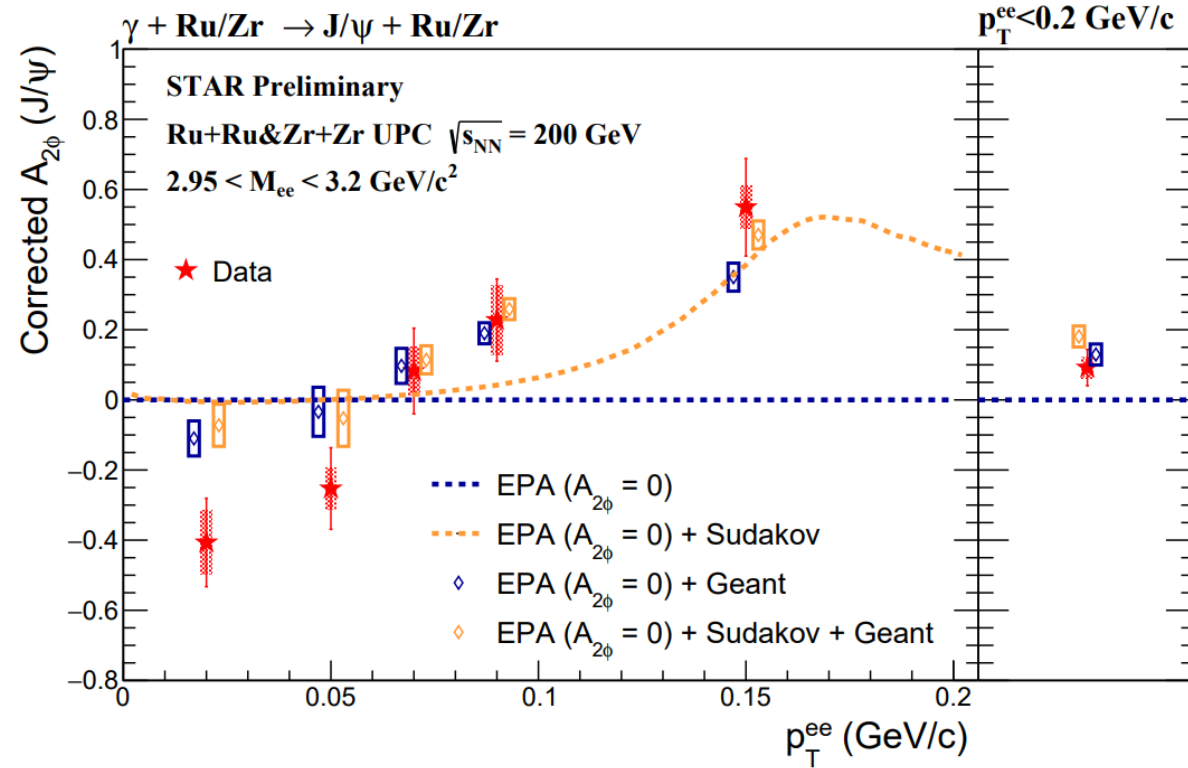 γ + Ru/Zr → J/ψ + Ru/Zr
p_T^ee<0.2 GeV/c
Corrected A_2ϕ (J/ψ)
1
0.8
0.6
0.4
0.2
0
−0.2
−0.4
−0.6
−0.8
STAR Preliminary
Ru+Ru&Zr+Zr UPC √s_NN = 200 GeV
2.95 < M_ee < 3.2 GeV/c²
Data
EPA (A_2ϕ = 0)
EPA (A_2ϕ = 0) + Sudakov
EPA (A_2ϕ = 0) + Geant
EPA (A_2ϕ = 0) + Sudakov + Geant
0 0.05 0.1 0.15 0.2
p_T^ee (GeV/c)